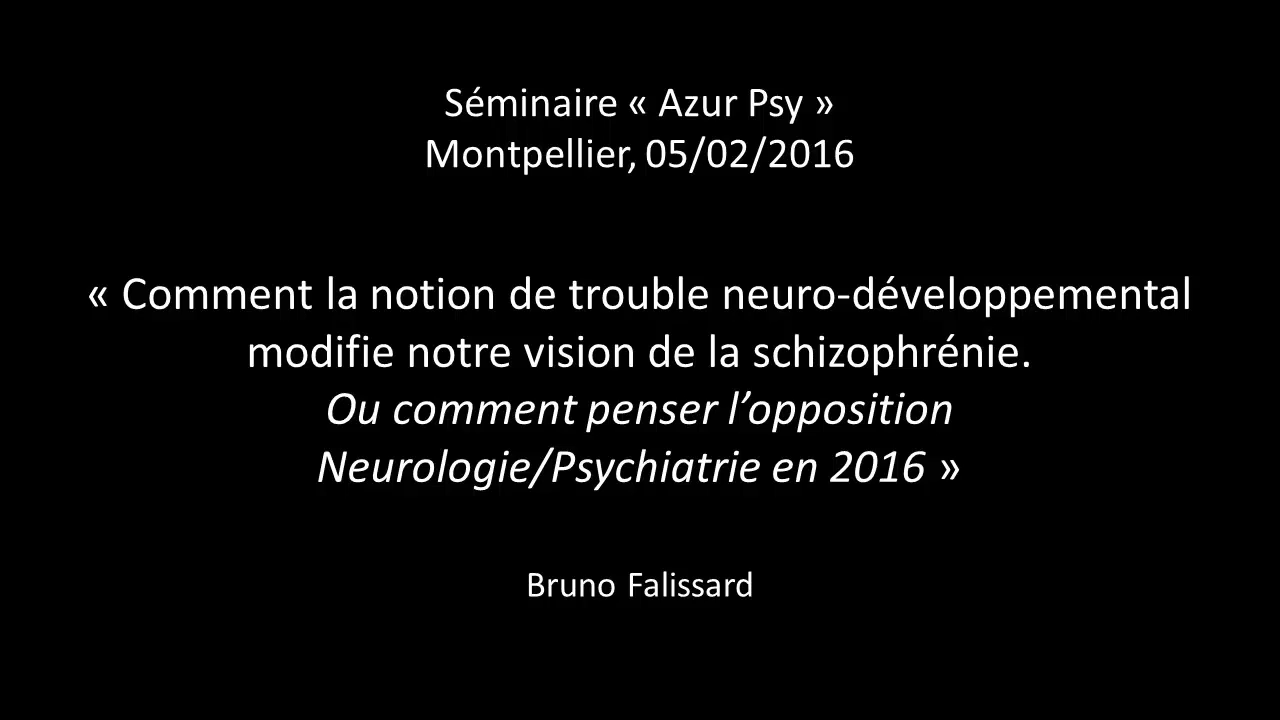 Séminaire « Azur Psy »
Montpellier, 05/02/2016
« Comment la notion de trouble neuro-développemental
modifie notre vision de la schizophrénie.
Ou comment penser l’opposition
Neurologie/Psychiatrie en 2016 »
Bruno Falissard